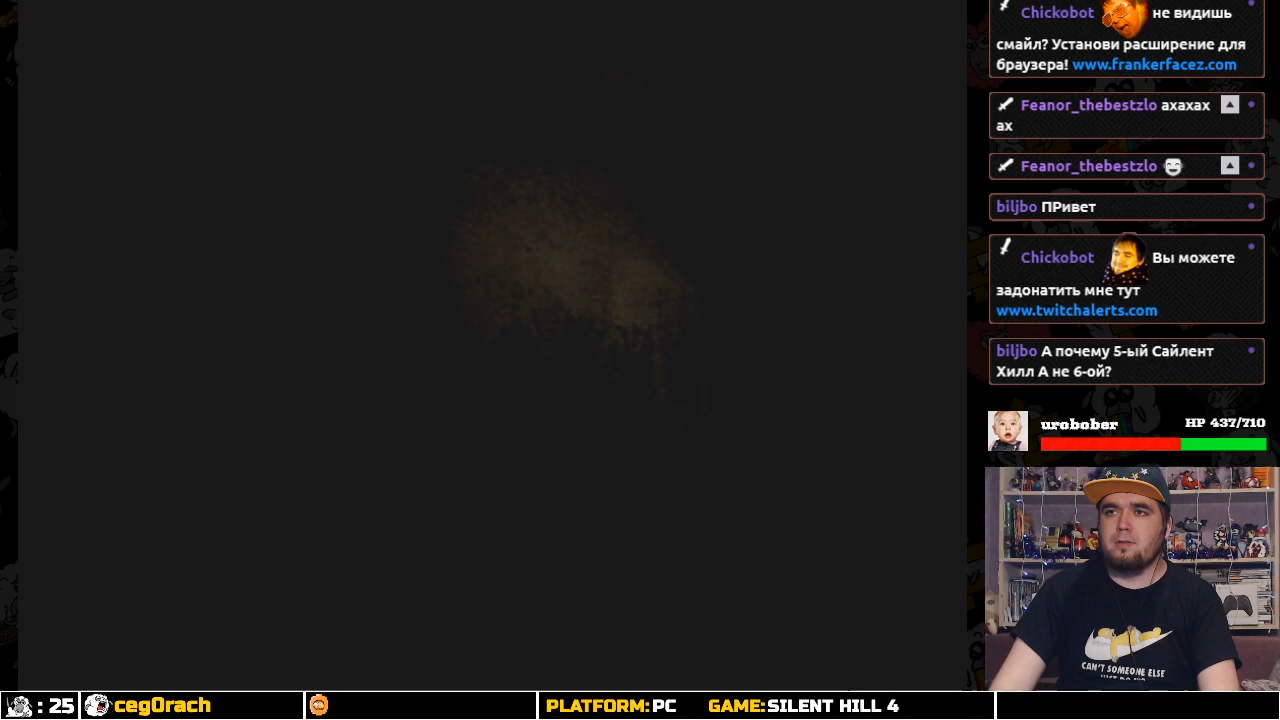 Chickobot не видишь
смайл? Установи расширение для
браузера! www.frankerfacez.com
Feanor_thebestzlo ахахах
ах
Feanor_thebestzlo
biljbo ПРивет
Chickobot Вы можете
задонатить мне тут
www.twitchalerts.com
biljbo А почему 5-ый Сайлент
Хилл А не 6-ой?
urobober HP 437/710
CAN'T SOMEONE ELSE
: 25 ceg0rach PLATFORM: PC GAME: SILENT HILL 4